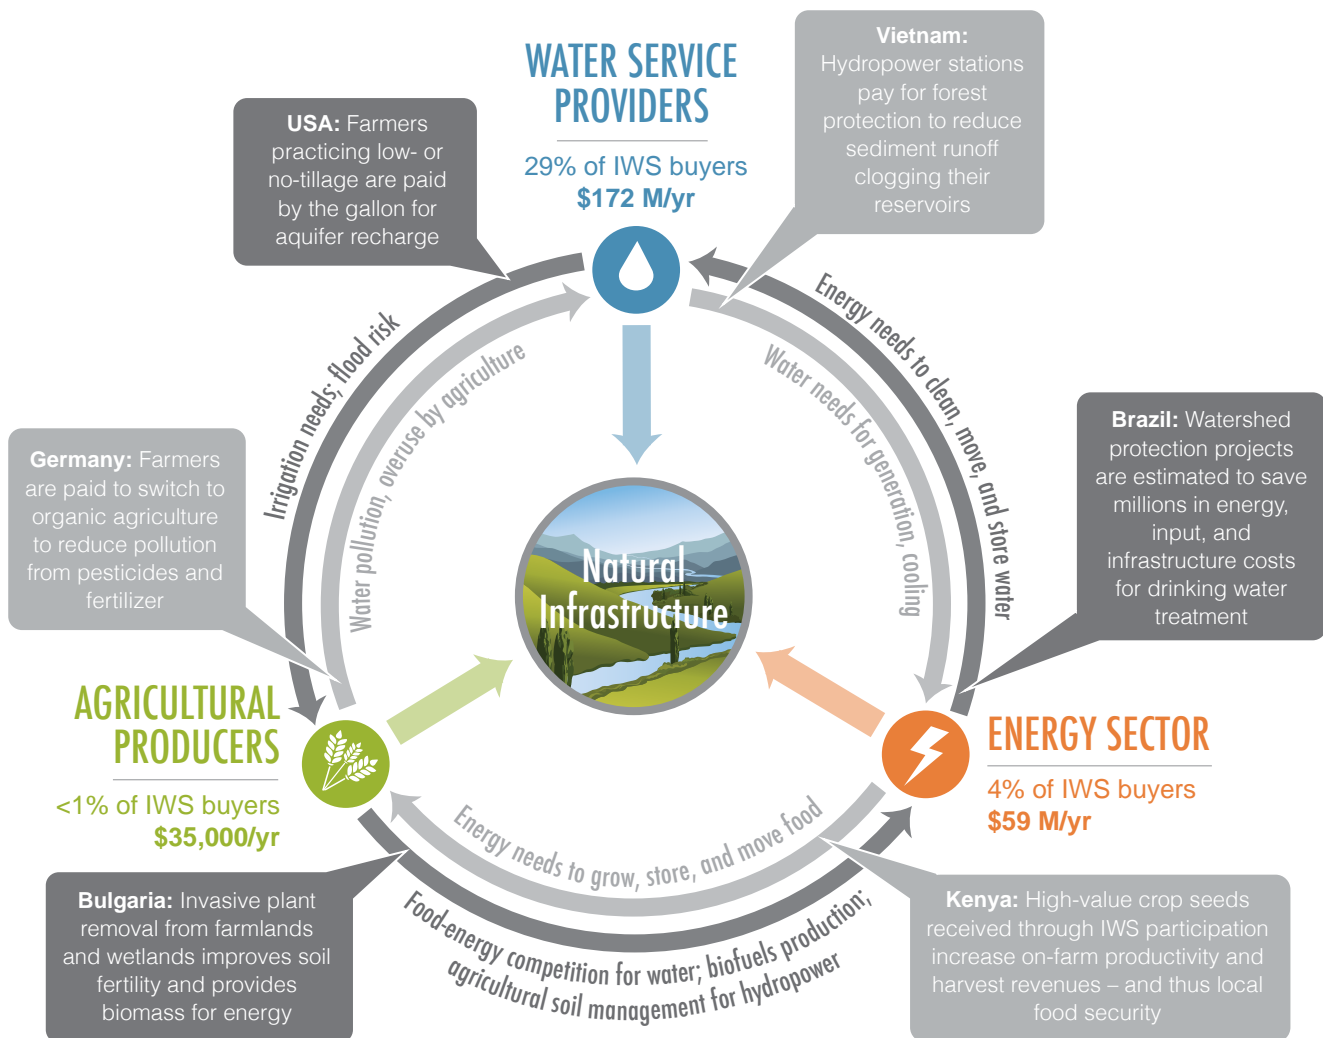 WATER SERVICE
PROVIDERS
29% of IWS buyers
$172 M/yr
Vietnam:
Hydropower stations
pay for forest
protection to reduce
sediment runoff
clogging their
reservoirs
USA: Farmers
practicing low- or
no-tillage are paid
by the gallon for
aquifer recharge
Irrigation needs; flood risk
Water pollution, overuse by agriculture
Energy needs to clean, move, and store water
Water needs for generation, cooling
Germany: Farmers
are paid to switch to
organic agriculture
to reduce pollution
from pesticides and
fertilizer
Brazil: Watershed
protection projects
are estimated to save
millions in energy,
input, and
infrastructure costs
for drinking water
treatment
Natural
Infrastructure
AGRICULTURAL
PRODUCERS
<1% of IWS buyers
$35,000/yr
ENERGY SECTOR
4% of IWS buyers
$59 M/yr
Energy needs to grow, store, and move food
Food-energy competition for water; biofuels production;
agricultural soil management for hydropower
Bulgaria: Invasive plant
removal from farmlands
and wetlands improves soil
fertility and provides
biomass for energy
Kenya: High-value crop seeds
received through IWS participation
increase on-farm productivity and
harvest revenues – and thus local
food security